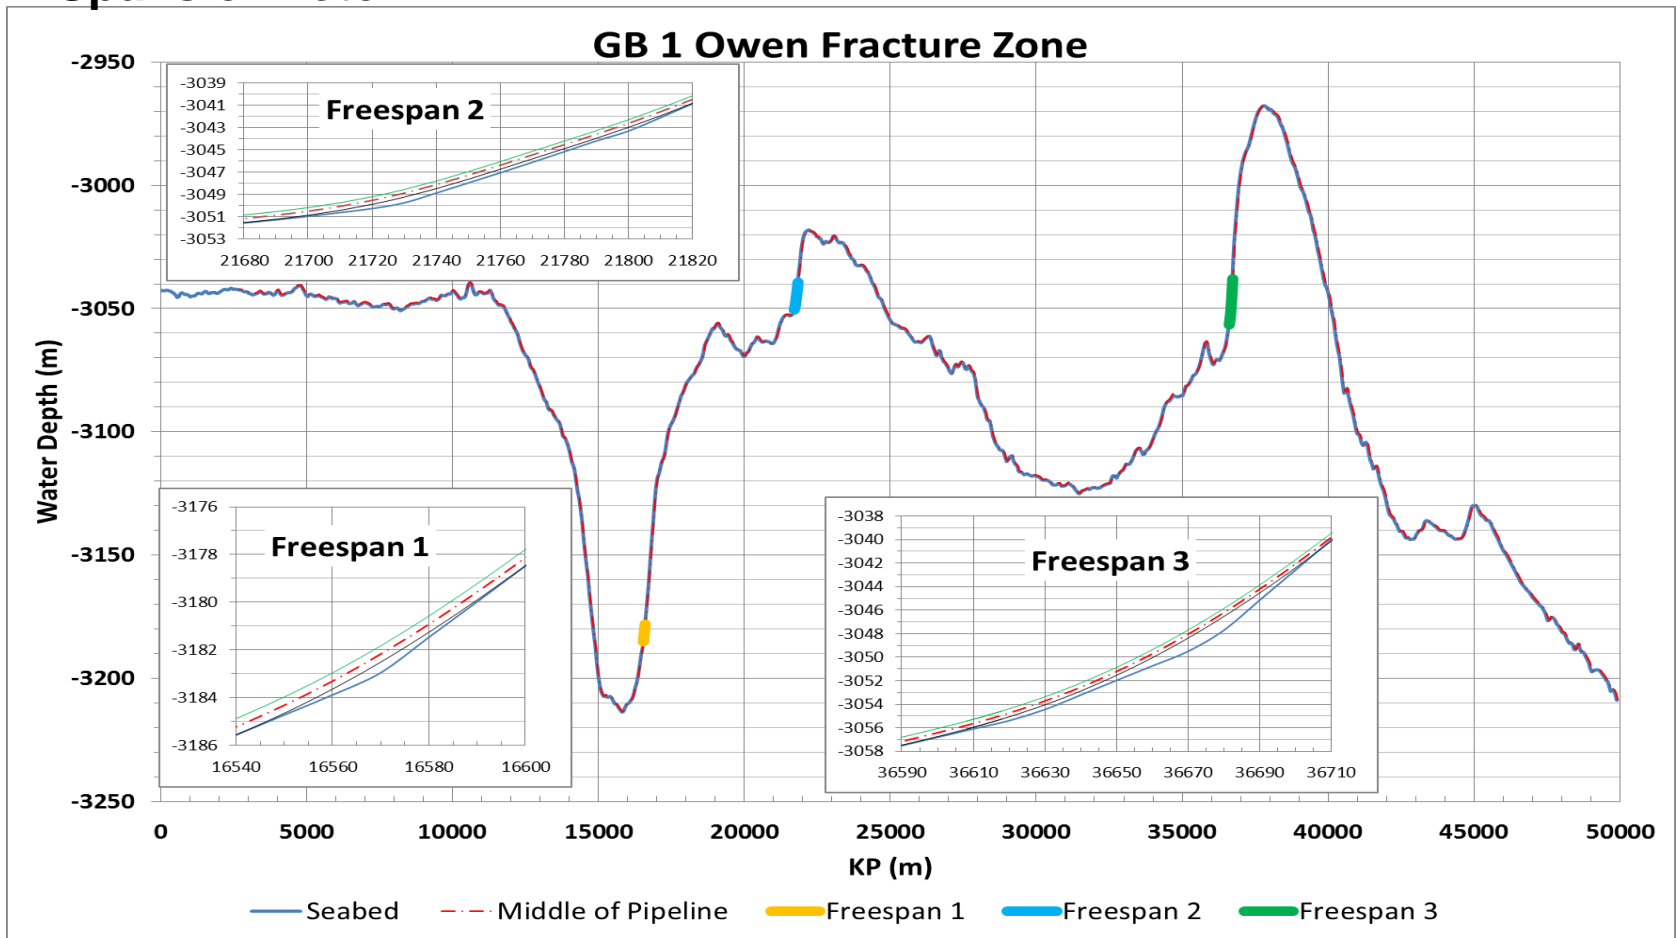 GB 1 Owen Fracture Zone
-2950
-3000
-3050
-3100
-3150
-3200
-3250
Water Depth (m)
0 5000 10000 15000 20000 25000 30000 35000 40000 45000 50000
KP (m)
Freespan 2
-3039
-3041
-3043
-3045
-3047
-3049
-3051
-3053
21680 21700 21720 21740 21760 21780 21800 21820
Freespan 1
-3176
-3178
-3180
-3182
-3184
-3186
16540 16560 16580 16600
Freespan 3
-3038
-3040
-3042
-3044
-3046
-3048
-3050
-3052
-3054
-3056
-3058
36590 36610 36630 36650 36670 36690 36710
Seabed Middle of Pipeline Freespan 1 Freespan 2 Freespan 3